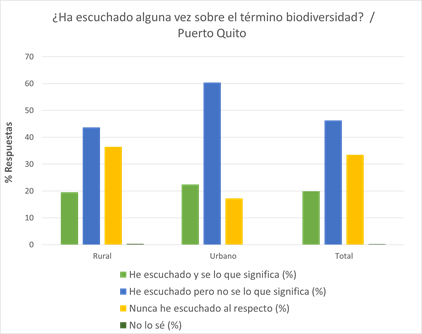 ¿Ha escuchado alguna vez sobre el término biodiversidad? /
Puerto Quito
% Respuestas
70
60
50
40
30
20
10
0
Rural Urbano Total
He escuchado y se lo que significa (%)
He escuchado pero no se lo que significa (%)
Nunca he escuchado al respecto (%)
No lo sé (%)